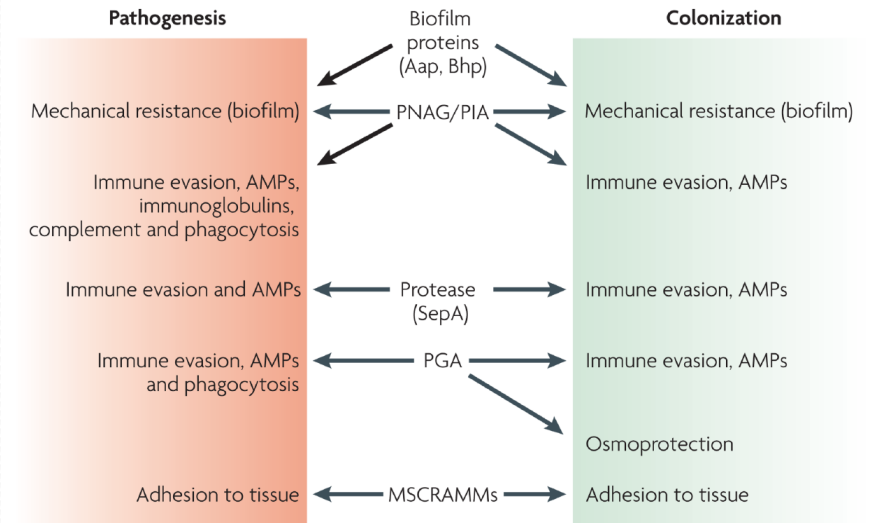 Pathogenesis
Biofilm
proteins
(Aap, Bhp)
Colonization
Mechanical resistance (biofilm)
PNAG/PIA
Mechanical resistance (biofilm)
Immune evasion, AMPs,
immunoglobulins,
complement and phagocytosis
Immune evasion, AMPs
Immune evasion and AMPs
Protease
(SepA)
Immune evasion, AMPs
Immune evasion, AMPs
and phagocytosis
PGA
Immune evasion, AMPs
Osmoprotection
Adhesion to tissue
MSCRAMMs
Adhesion to tissue